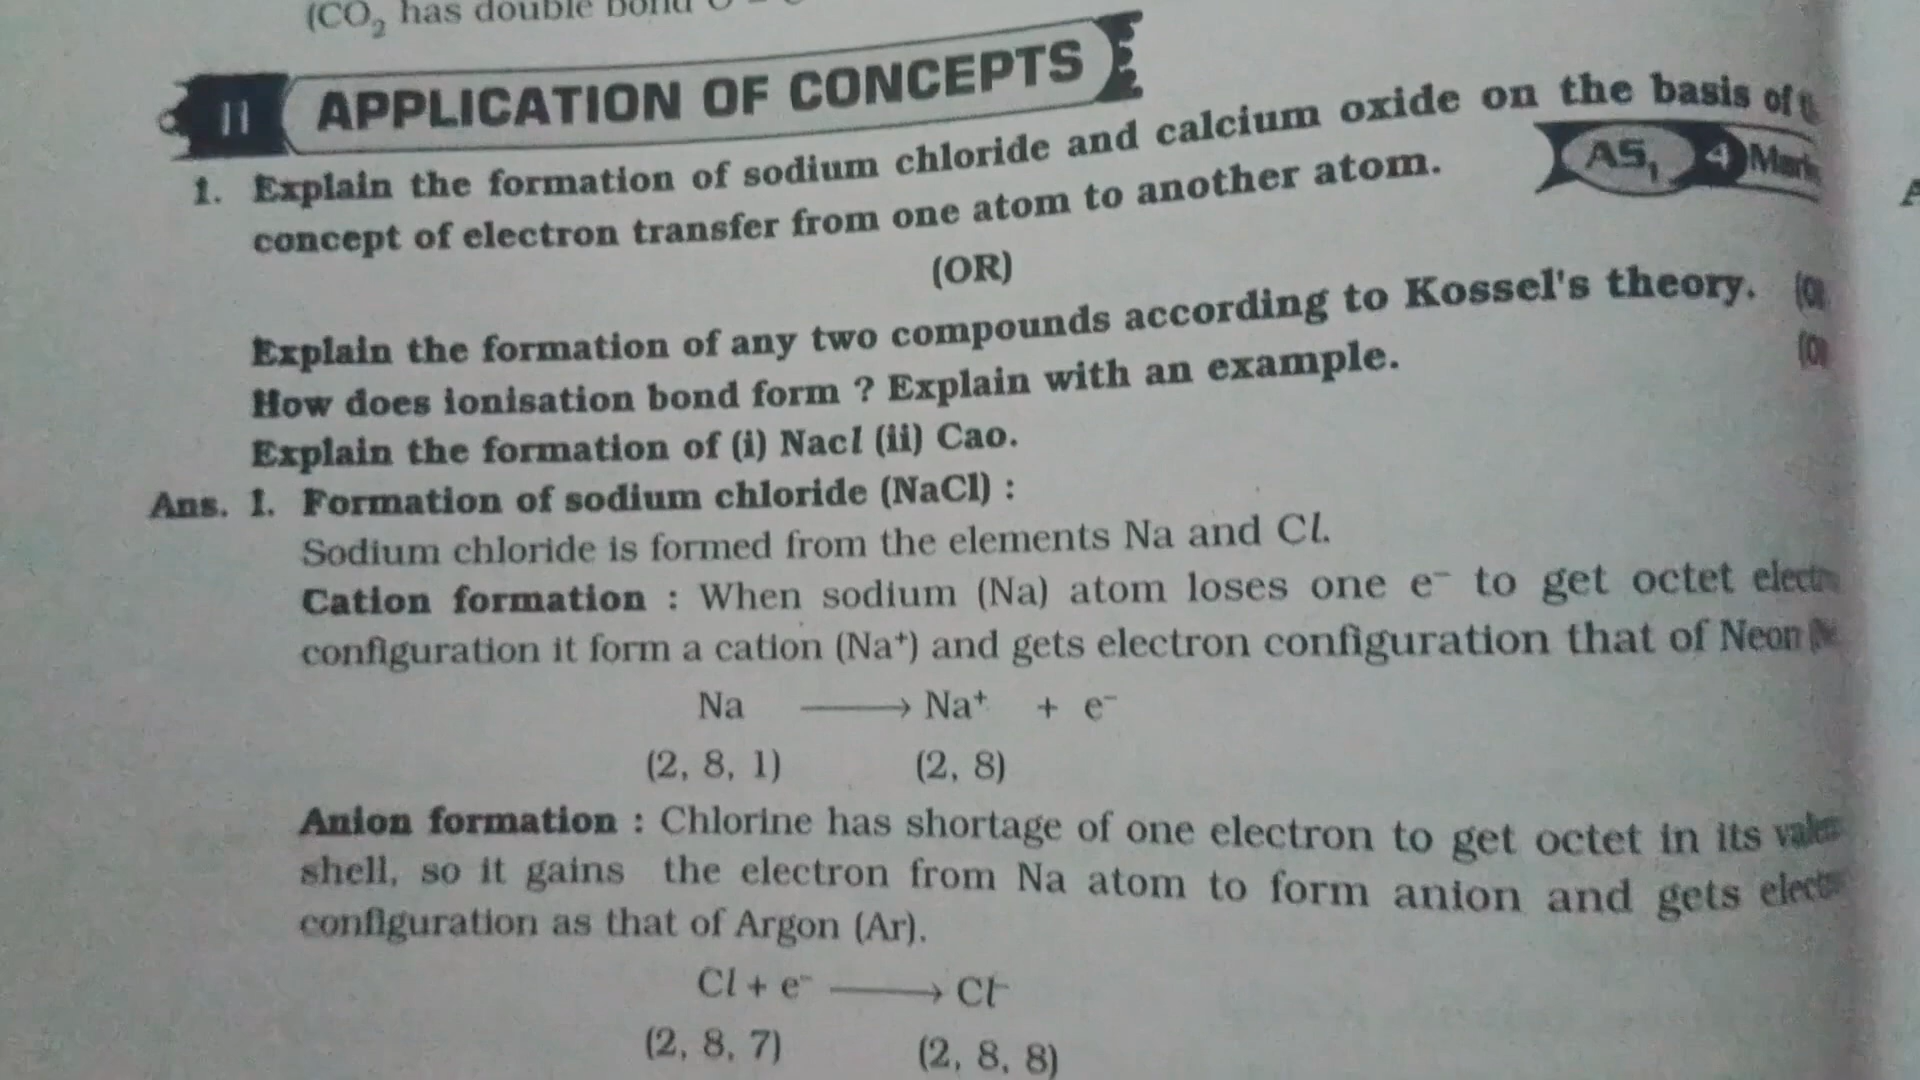 (CO₂ has double bond
II APPLICATION OF CONCEPTS
1. Explain the formation of sodium chloride and calcium oxide on the basis of
concept of electron transfer from one atom to another atom. AS₁ 4 Mark
(OR)
Explain the formation of any two compounds according to Kossel's theory.
How does ionisation bond form ? Explain with an example.
Explain the formation of (i) Nacl (ii) Cao.
Ans. 1. Formation of sodium chloride (NaCl) :
Sodium chloride is formed from the elements Na and Cl.
Cation formation : When sodium (Na) atom loses one e⁻ to get octet
configuration it form a cation (Na⁺) and gets electron configuration that of Neon
Na ⟶ Na⁺ + e⁻
(2, 8, 1) (2, 8)
Anion formation : Chlorine has shortage of one electron to get octet in its
shell, so it gains the electron from Na atom to form anion and gets
configuration as that of Argon (Ar).
Cl + e⁻ ⟶ Cl⁻
(2, 8, 7) (2, 8, 8)